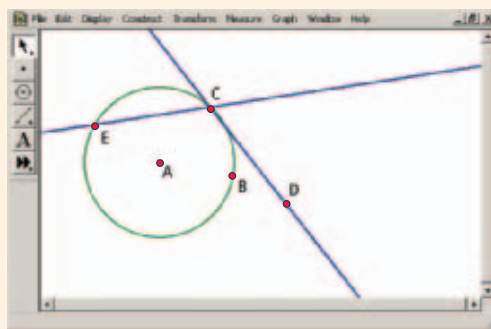 File Edit Display Construct Transform Measure Graph Window Help
C
E
A
B
D
A